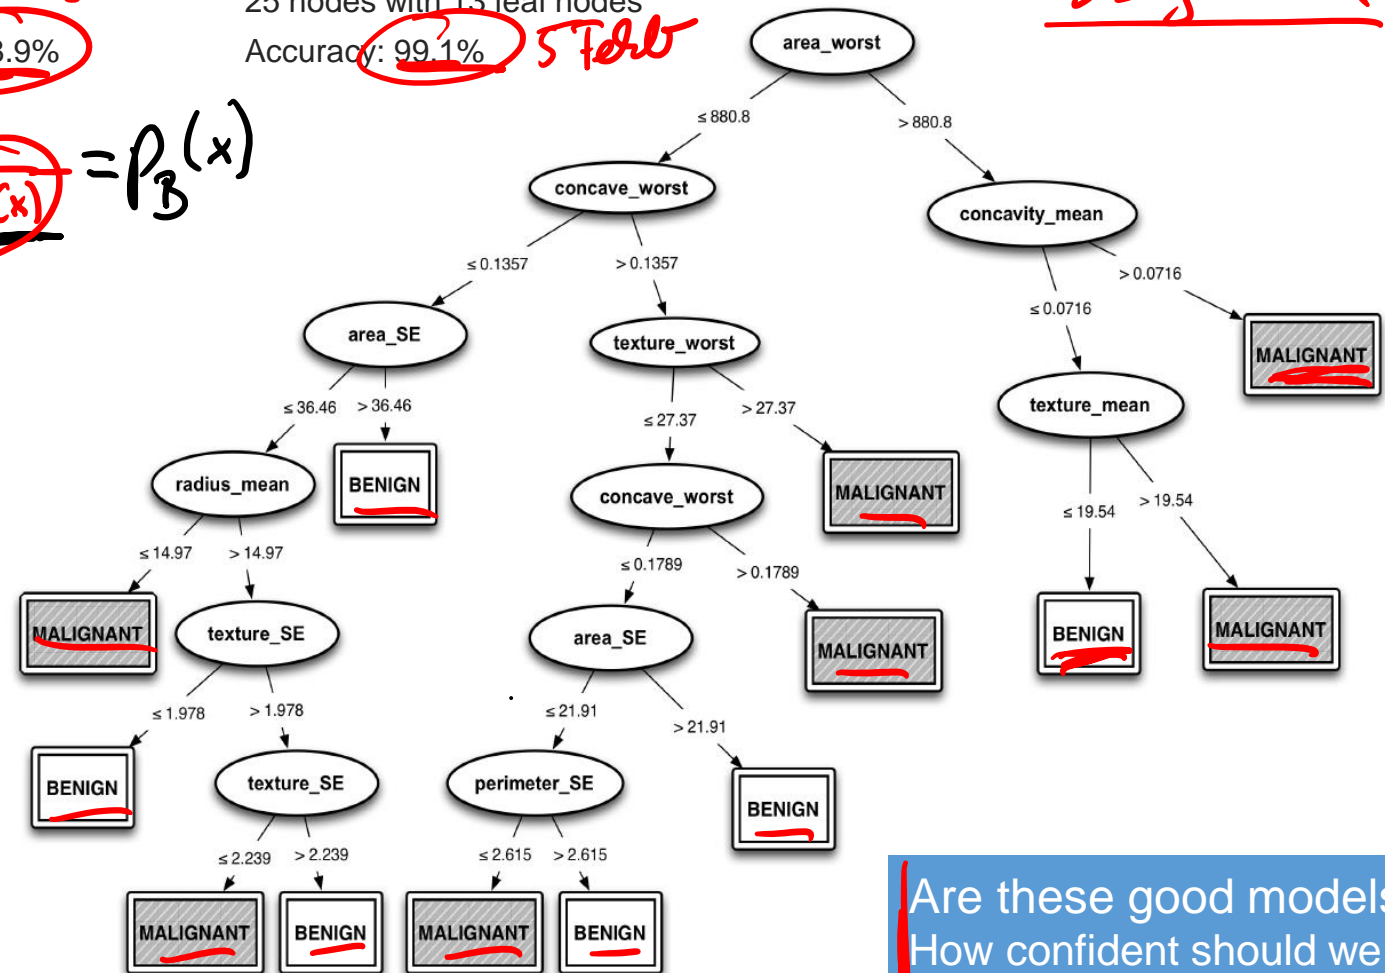 25 nodes with 13 leaf nodes
3.9%
Accuracy: 99.1%
(x)
= p_B(x)
area_worst
≤ 880.8
> 880.8
concave_worst
concavity_mean
≤ 0.1357
> 0.1357
≤ 0.0716
> 0.0716
area_SE
texture_worst
MALIGNANT
≤ 36.46
> 36.46
≤ 27.37
> 27.37
texture_mean
radius_mean
BENIGN
concave_worst
MALIGNANT
≤ 19.54
> 19.54
≤ 14.97
> 14.97
≤ 0.1789
> 0.1789
MALIGNANT
texture_SE
area_SE
MALIGNANT
BENIGN
MALIGNANT
≤ 1.978
> 1.978
≤ 21.91
> 21.91
BENIGN
texture_SE
perimeter_SE
BENIGN
≤ 2.239
> 2.239
≤ 2.615
> 2.615
MALIGNANT
BENIGN
MALIGNANT
BENIGN
Are these good models
How confident should we